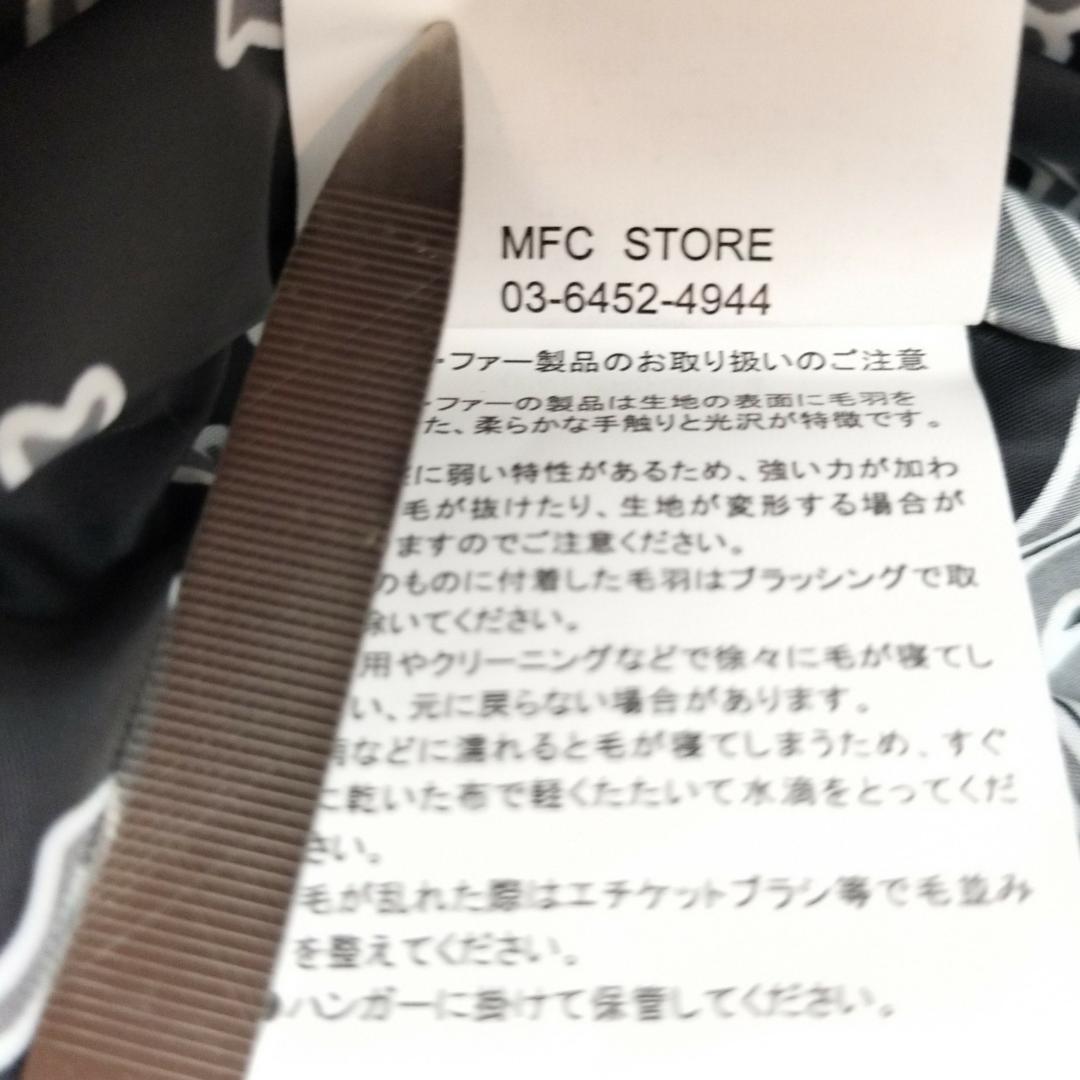 MFC STORE
03-6452-4944
・ファー製品のお取り扱いのご注意
ファーの製品は生地の表面に毛羽を
た、柔らかな手触りと光沢が特徴です。
に弱い特性があるため、強い力が加わ
毛が抜けたり、生地が変形する場合が
ますのでご注意ください。
のものに付着した毛羽はブラッシングで取
除いてください。
用やクリーニングなどで徐々に毛が寝てし
い、元に戻らない場合があります。
などに濡れると毛が寝てしまうため、すぐ
に乾いた布で軽くたたいて水滴をとってくだ
さい。
毛が乱れた際はエチケットブラシ等で毛並み
を整えてください。
●ハンガーに掛けて保管してください。